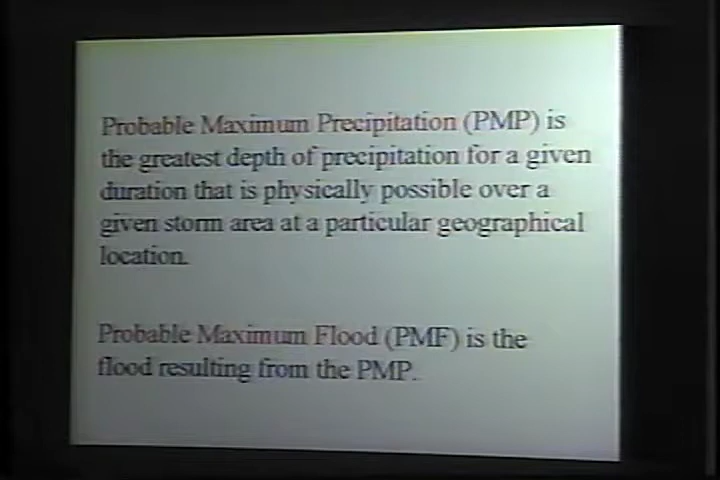 Probable Maximum Precipitation (PMP) is
the greatest depth of precipitation for a given
duration that is physically possible over a
given storm area at a particular geographical
location.
Probable Maximum Flood (PMF) is the
flood resulting from the PMP.